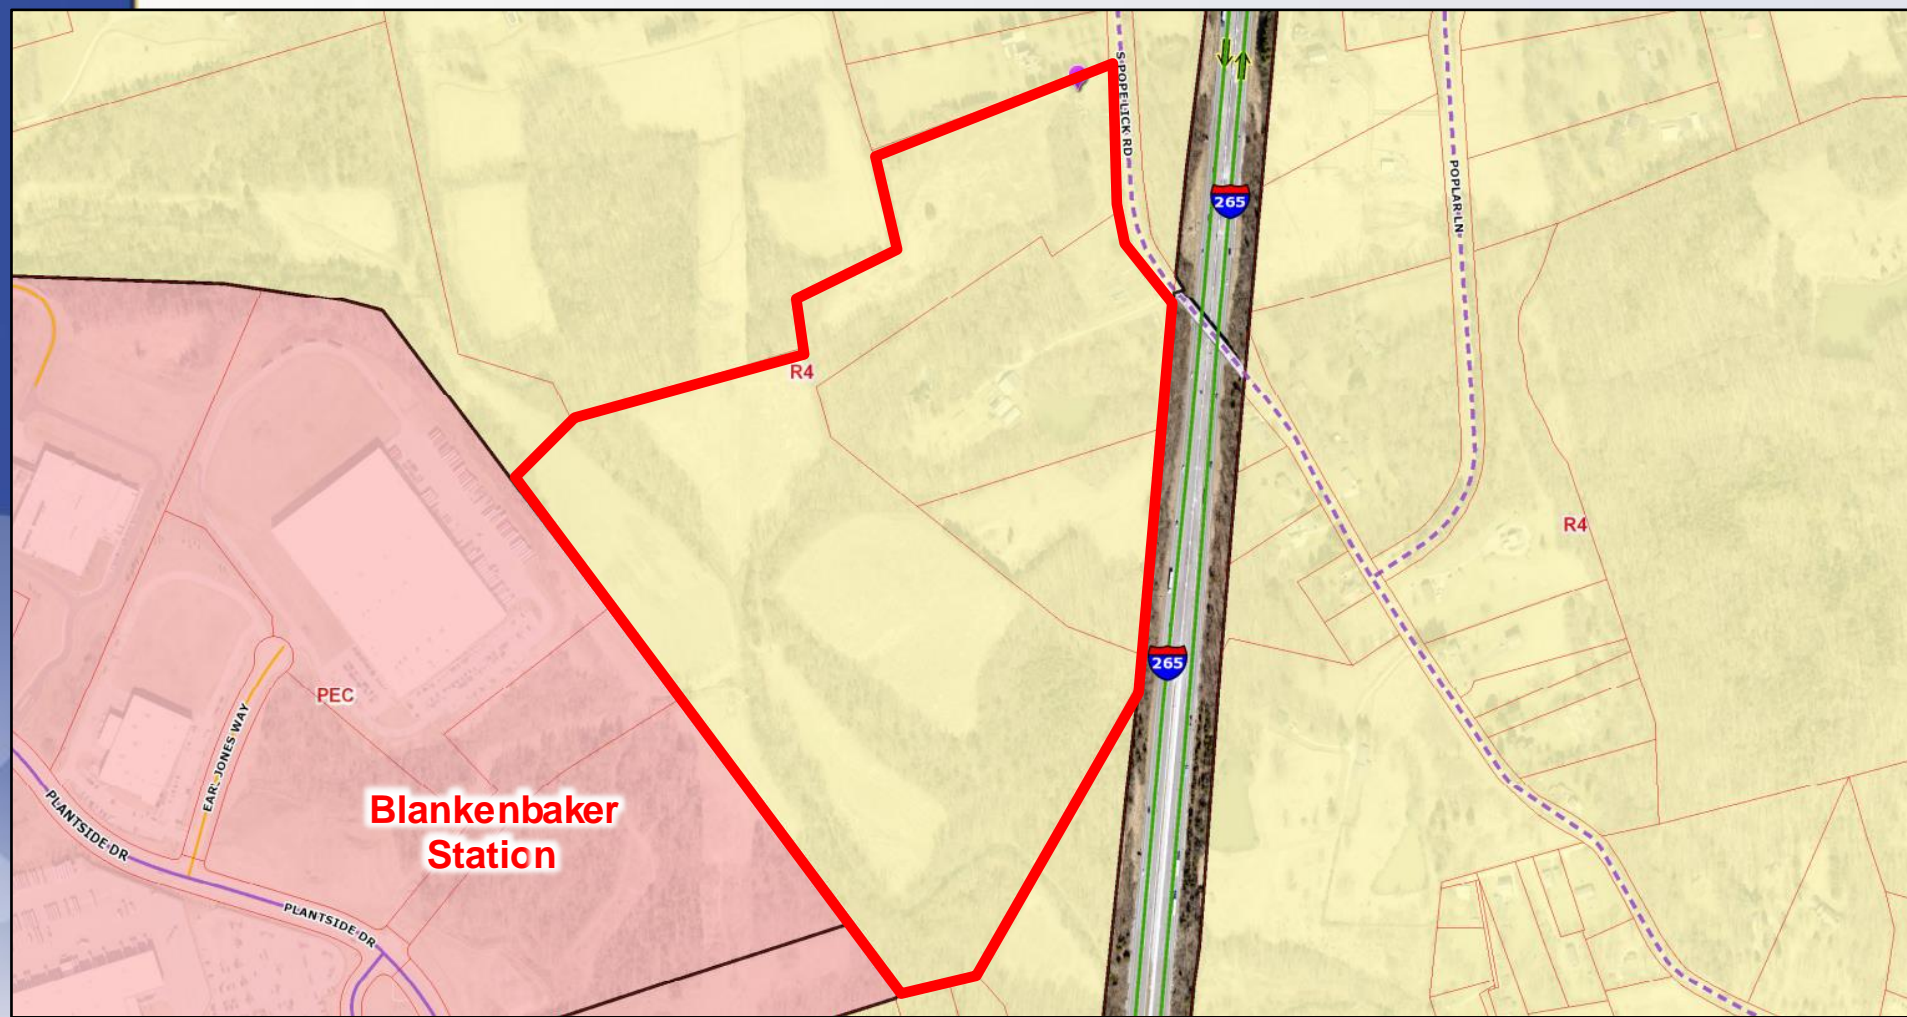 S POPE LICK RD
265
POPLAR LN
R4
R4
265
PEC
EARL JONES WAY
Blankenbaker
Station
PLANTSIDE DR
PLANTSIDE DR